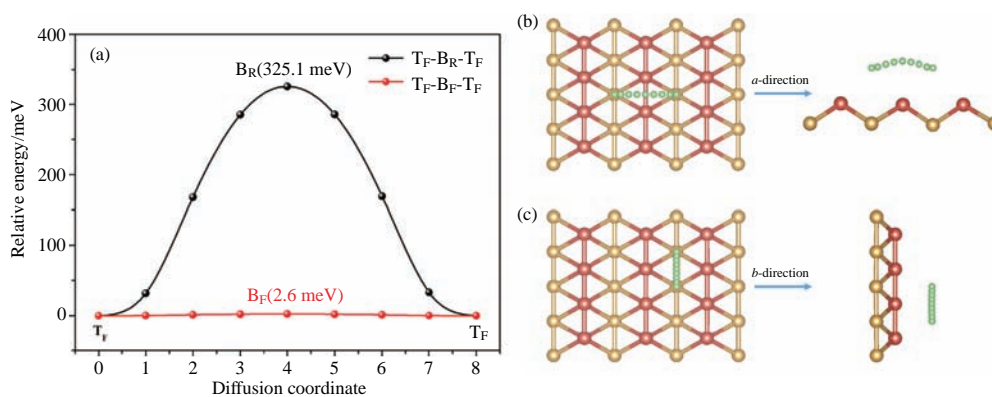 (a)
400
300
200
100
0
Relative energy/meV
B_R(325.1 meV)
T_F-B_R-T_F
T_F-B_F-T_F
B_F(2.6 meV)
T_F
T_F
0 1 2 3 4 5 6 7 8
Diffusion coordinate
(b)
a-direction
(c)
b-direction